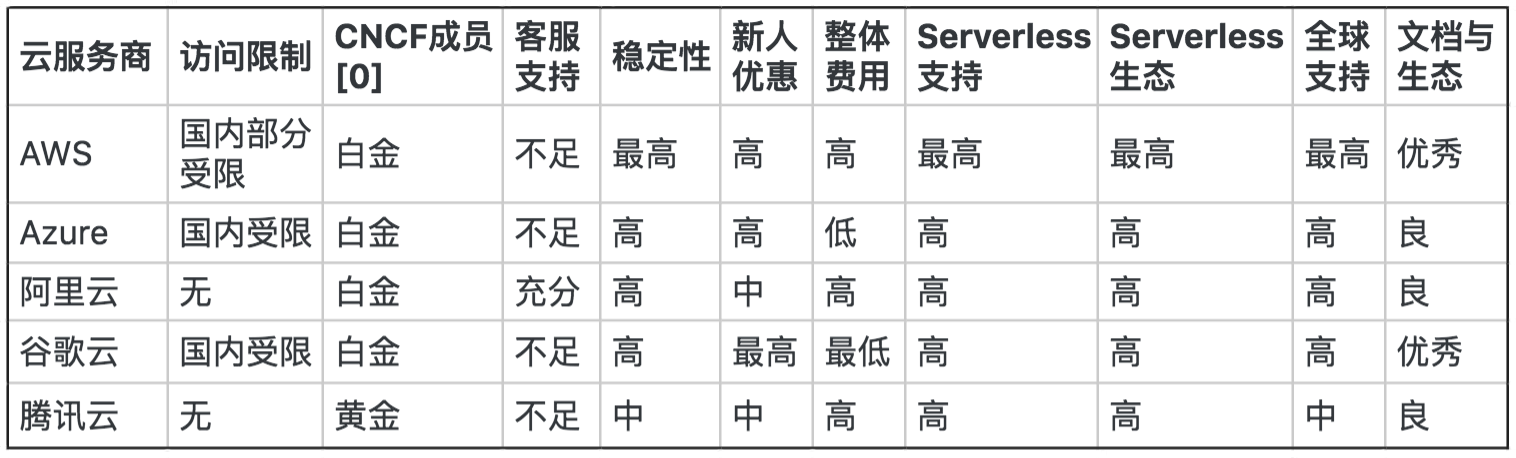 云服务商 访问限制 CNCF成员[0] 客服支持 稳定性 新人优惠 整体费用 Serverless支持 Serverless生态 全球支持 文档与生态
AWS 国内部分受限 白金 不足 最高 高 高 最高 最高 最高 优秀
Azure 国内受限 白金 不足 高 高 低 高 高 高 良
阿里云 无 白金 充分 高 中 高 高 高 高 良
谷歌云 国内受限 白金 不足 高 最高 最低 高 高 高 优秀
腾讯云 无 黄金 不足 中 中 高 高 高 中 良